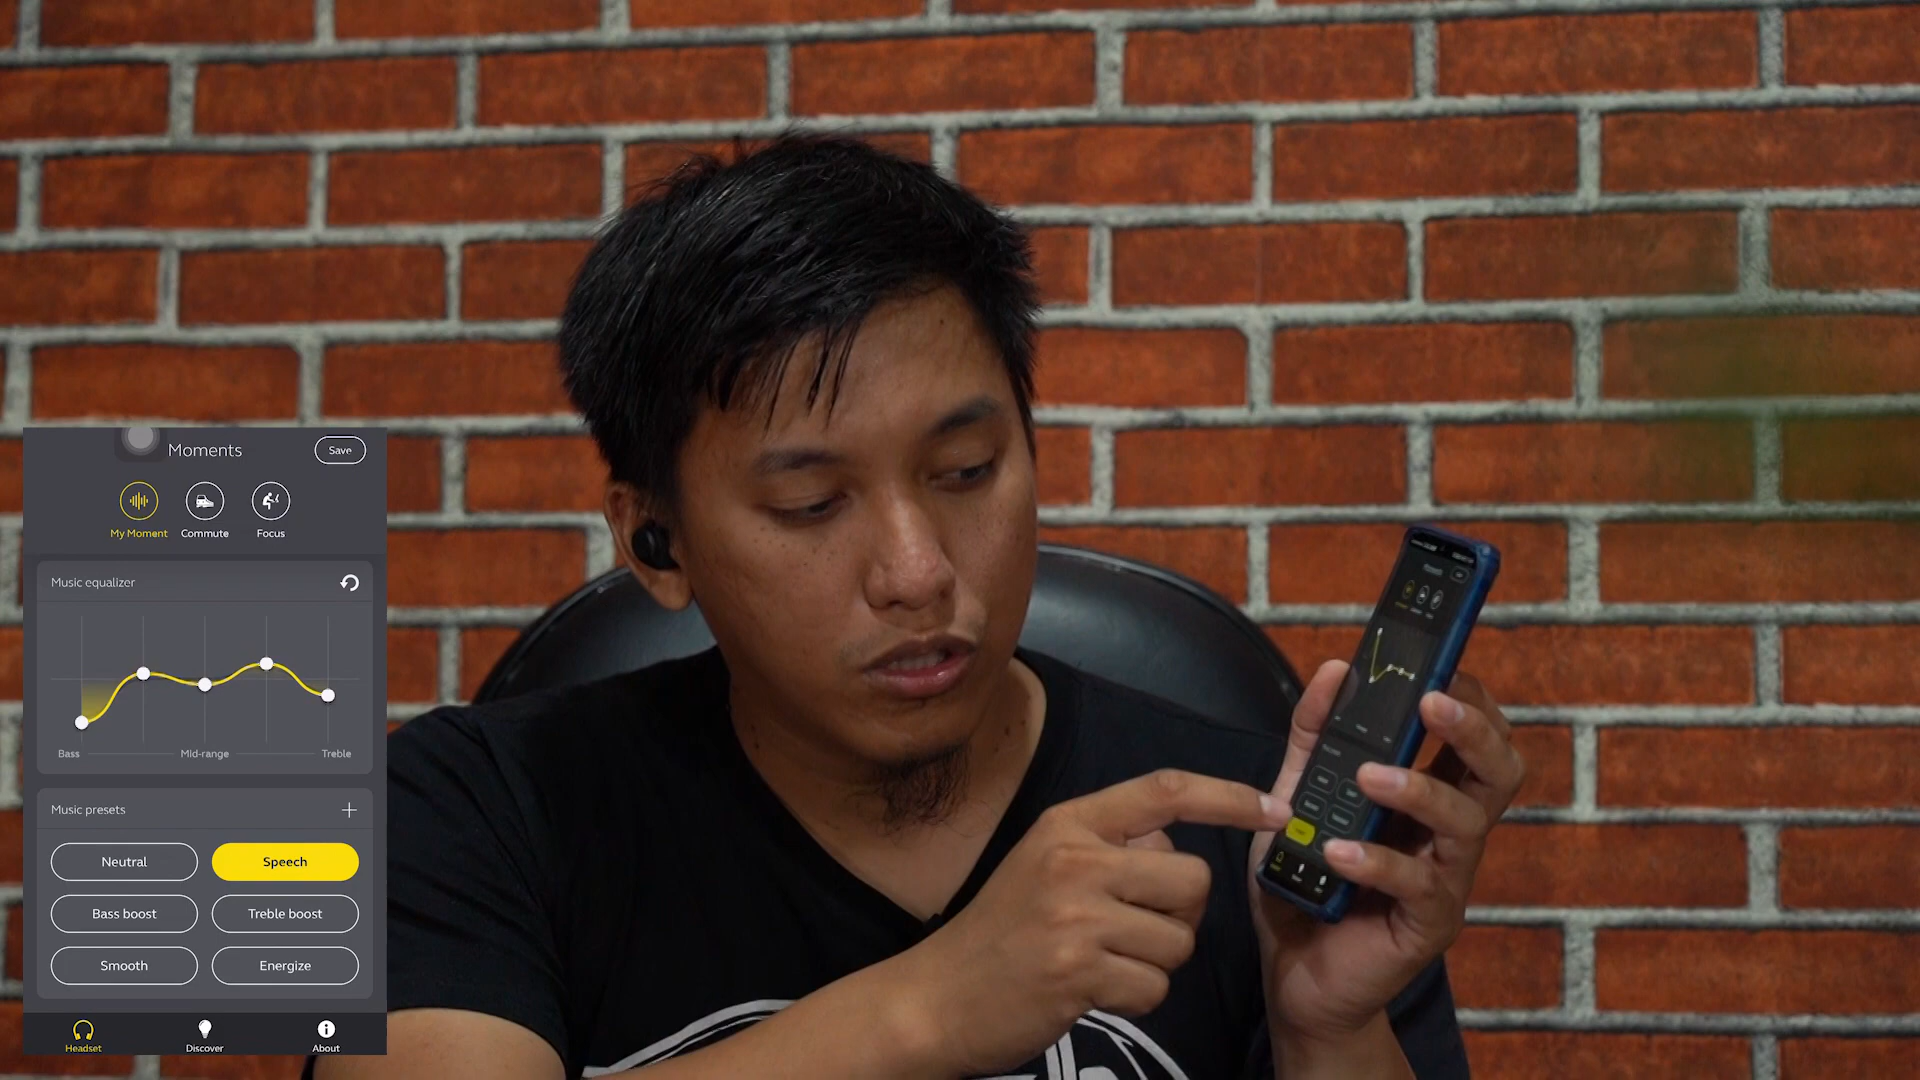 Moments
Save
My Moment
Commute
Focus
Music equalizer
Bass
Mid-range
Treble
Music presets
Neutral
Speech
Bass boost
Treble boost
Smooth
Energize
Headset
Discover
About